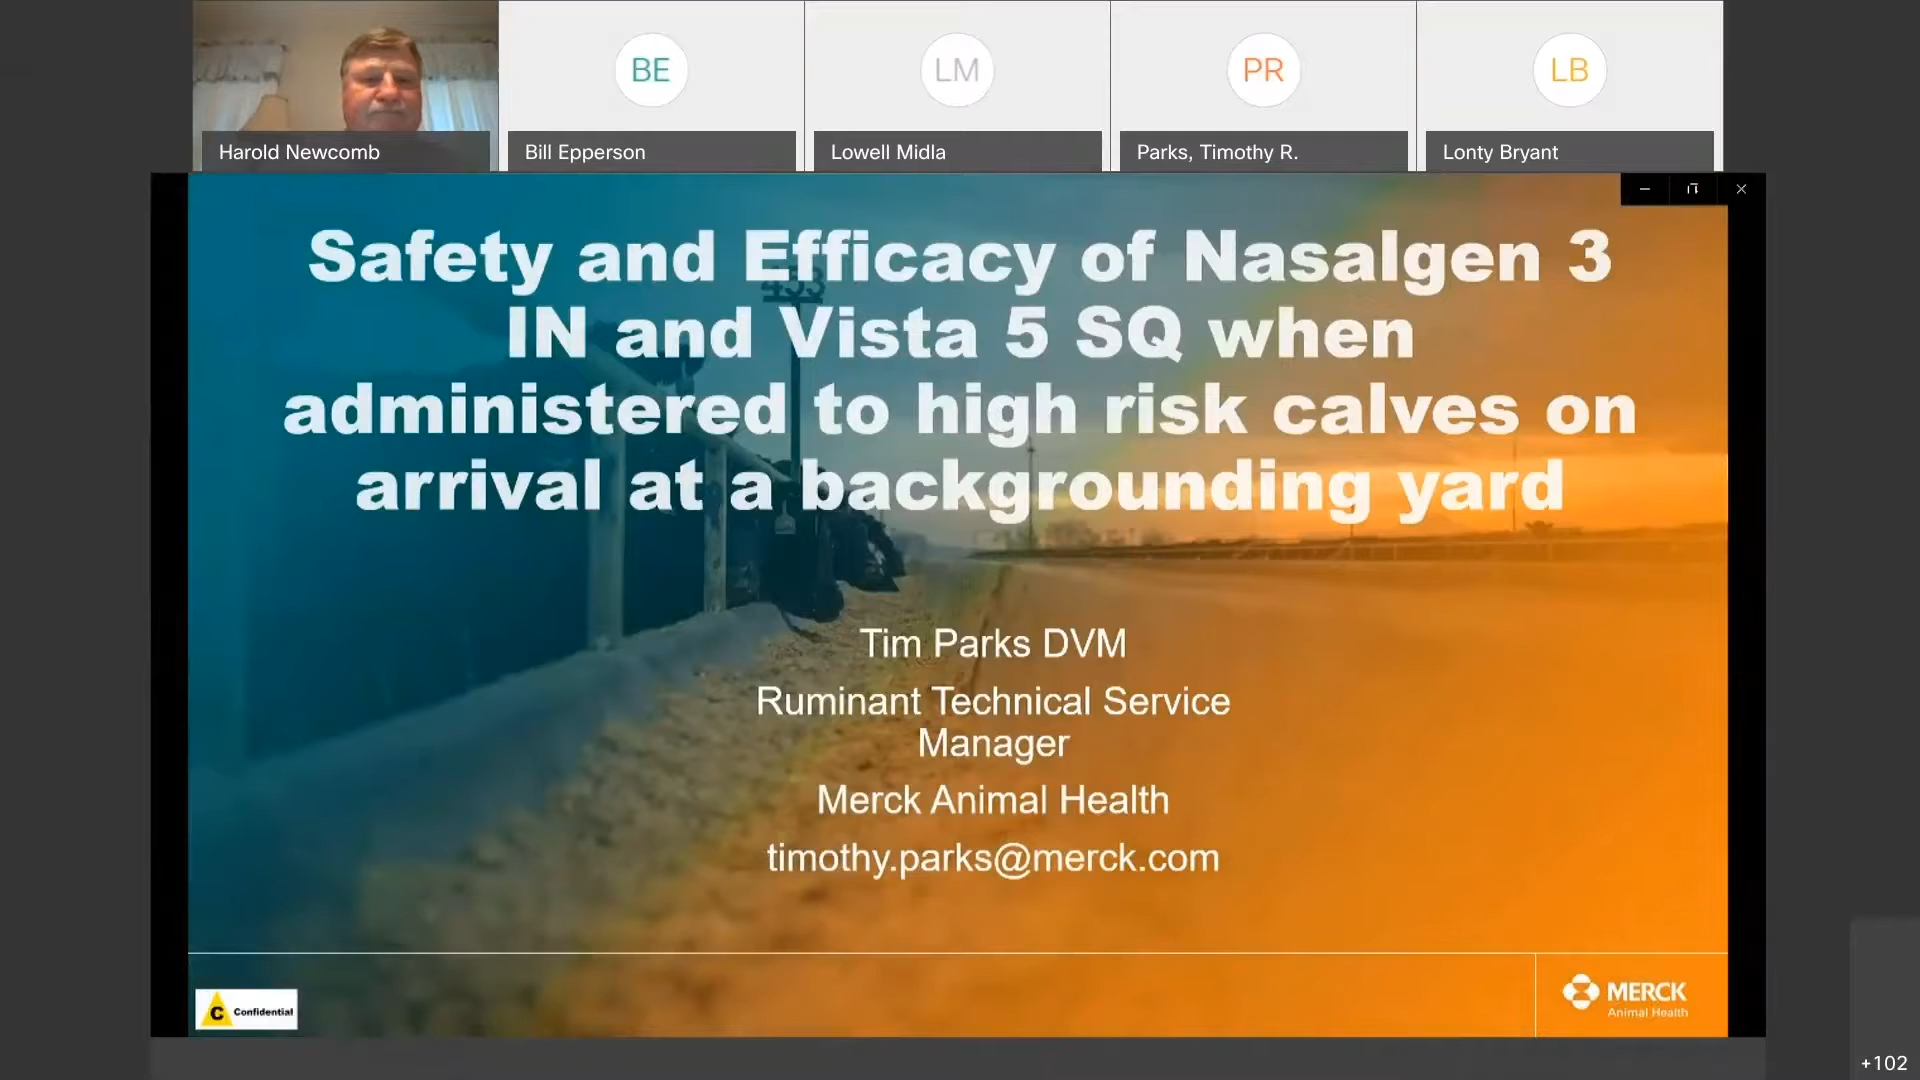 BE
LM
PR
LB
Harold Newcomb
Bill Epperson
Lowell Midla
Parks, Timothy R.
Lonty Bryant
Safety and Efficacy of Nasalgen 3
IN and Vista 5 SQ when
administered to high risk calves on
arrival at a backgrounding yard
453
Tim Parks DVM
Ruminant Technical Service
Manager
Merck Animal Health
timothy.parks@merck.com
C Confidential
MERCK
Animal Health
+102